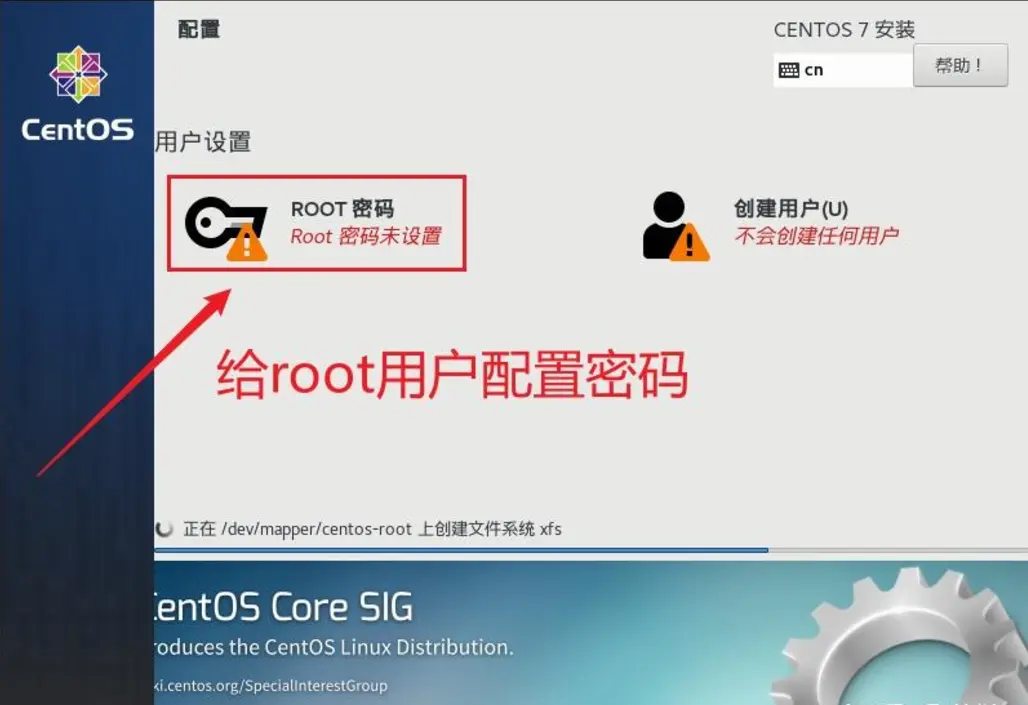 配置
CENTOS 7 安装
cn
帮助！
CentOS
用户设置
ROOT 密码
Root 密码未设置
创建用户(U)
不会创建任何用户
给root用户配置密码
正在 /dev/mapper/centos-root 上创建文件系统 xfs
CentOS Core SIG
roduces the CentOS Linux Distribution.
ki.centos.org/SpecialInterestGroup